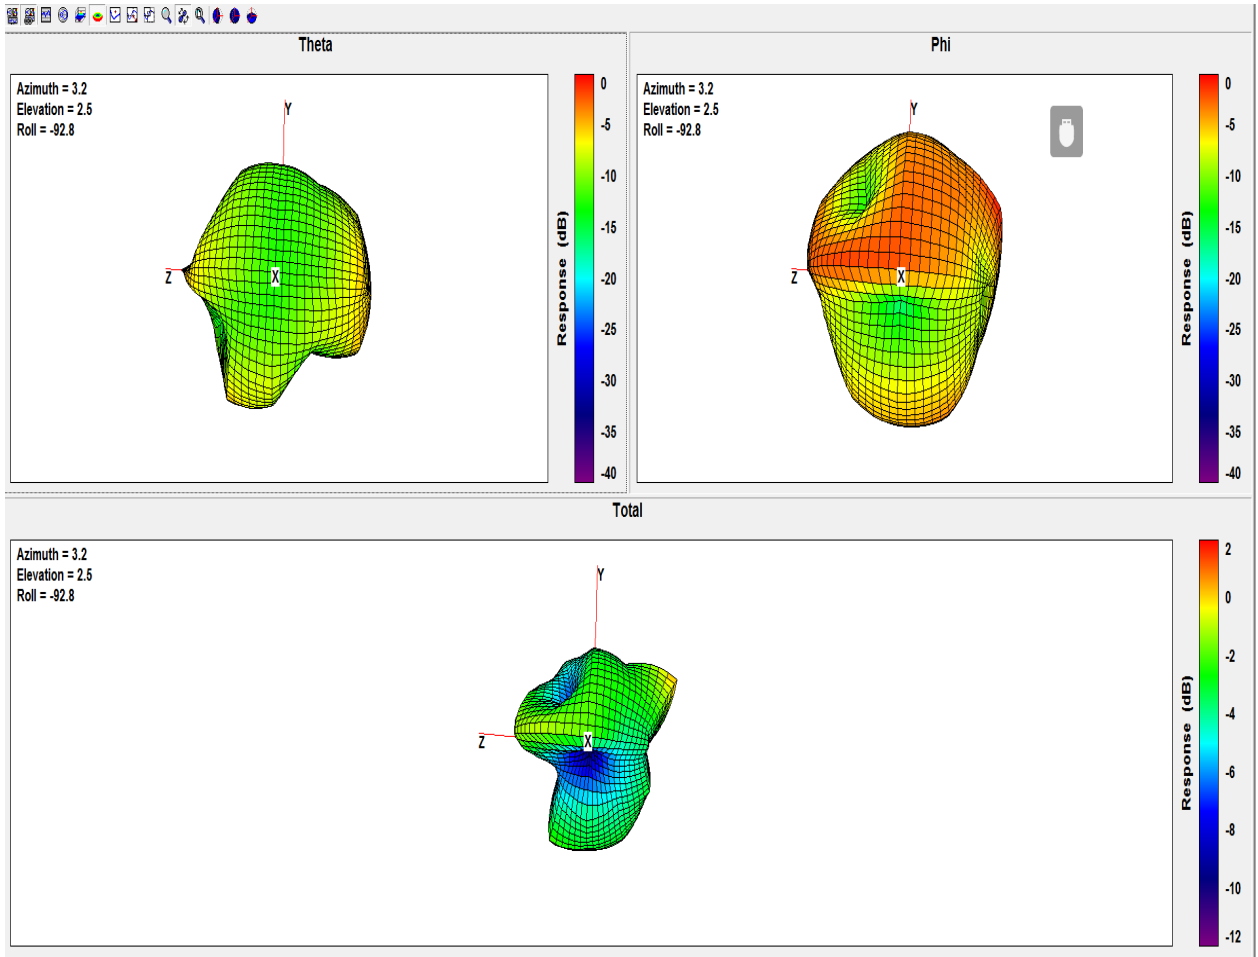 Theta
Azimuth = 3.2
Elevation = 2.5
Roll = -92.8
Y
Z
X
0
-5
-10
-15
-20
-25
-30
-35
-40
Response (dB)
Phi
Azimuth = 3.2
Elevation = 2.5
Roll = -92.8
Y
Z
X
0
-5
-10
-15
-20
-25
-30
-35
-40
Response (dB)
Total
Azimuth = 3.2
Elevation = 2.5
Roll = -92.8
Y
Z
X
2
0
-2
-4
-6
-8
-10
-12
Response (dB)